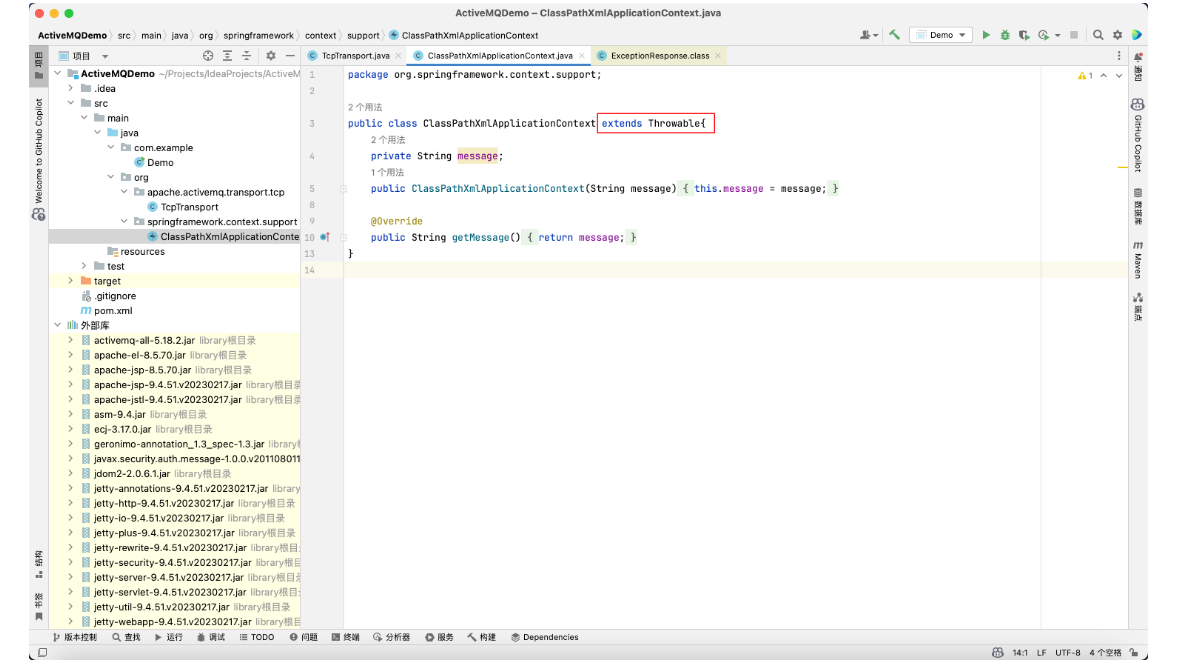 ActiveMQDemo – ClassPathXmlApplicationContext.java
ActiveMQDemo src main java org springframework context support ClassPathXmlApplicationContext
Demo
项目
TcpTransport.java ClassPathXmlApplicationContext.java ExceptionResponse.class
项目
Welcome to GitHub Copilot
结构
书签
ActiveMQDemo ~/Projects/IdeaProjects/ActiveM
.idea
src
main
java
com.example
Demo
org
apache.activemq.transport.tcp
TcpTransport
springframework.context.support
ClassPathXmlApplicationConte
resources
test
target
.gitignore
pom.xml
外部库
activemq-all-5.18.2.jar library根目录
apache-el-8.5.70.jar library根目录
apache-jsp-8.5.70.jar library根目录
apache-jsp-9.4.51.v20230217.jar library根目录
apache-jstl-9.4.51.v20230217.jar library根目录
asm-9.4.jar library根目录
ecj-3.17.0.jar library根目录
geronimo-annotation_1.3_spec-1.3.jar library
javax.security.auth.message-1.0.0.v201108011
jdom2-2.0.6.1.jar library根目录
jetty-annotations-9.4.51.v20230217.jar library
jetty-http-9.4.51.v20230217.jar library根目录
jetty-io-9.4.51.v20230217.jar library根目录
jetty-plus-9.4.51.v20230217.jar library根目录
jetty-rewrite-9.4.51.v20230217.jar library根目
jetty-security-9.4.51.v20230217.jar library根目
jetty-server-9.4.51.v20230217.jar library根目录
jetty-servlet-9.4.51.v20230217.jar library根目
jetty-util-9.4.51.v20230217.jar library根目录
jetty-webapp-9.4.51.v20230217.jar library根目
1 package org.springframework.context.support;
2
2 个用法
3 public class ClassPathXmlApplicationContext extends Throwable{
2 个用法
4 private String message;
1 个用法
5 public ClassPathXmlApplicationContext(String message) { this.message = message; }
8
9 @Override
10 public String getMessage() { return message; }
13 }
14
1
通知
GitHub Copilot
数据库
m Maven
端点
版本控制 查找 运行 调试 TODO 问题 终端 分析器 服务 构建 Dependencies
14:1 LF UTF-8 4 个空格